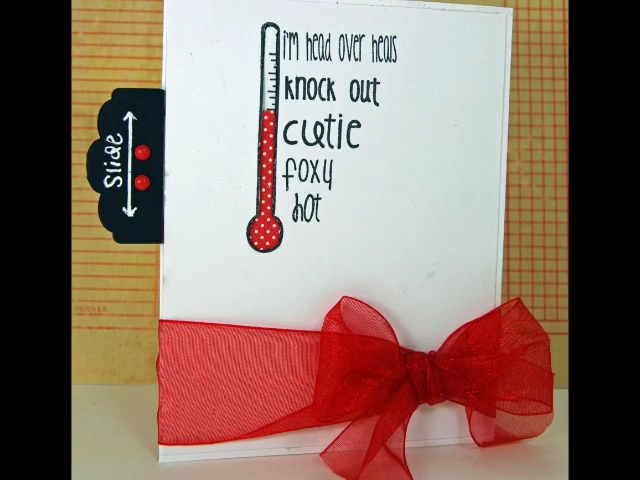 i'm head over heals
knock out
cutie
foxy
hot
Slide